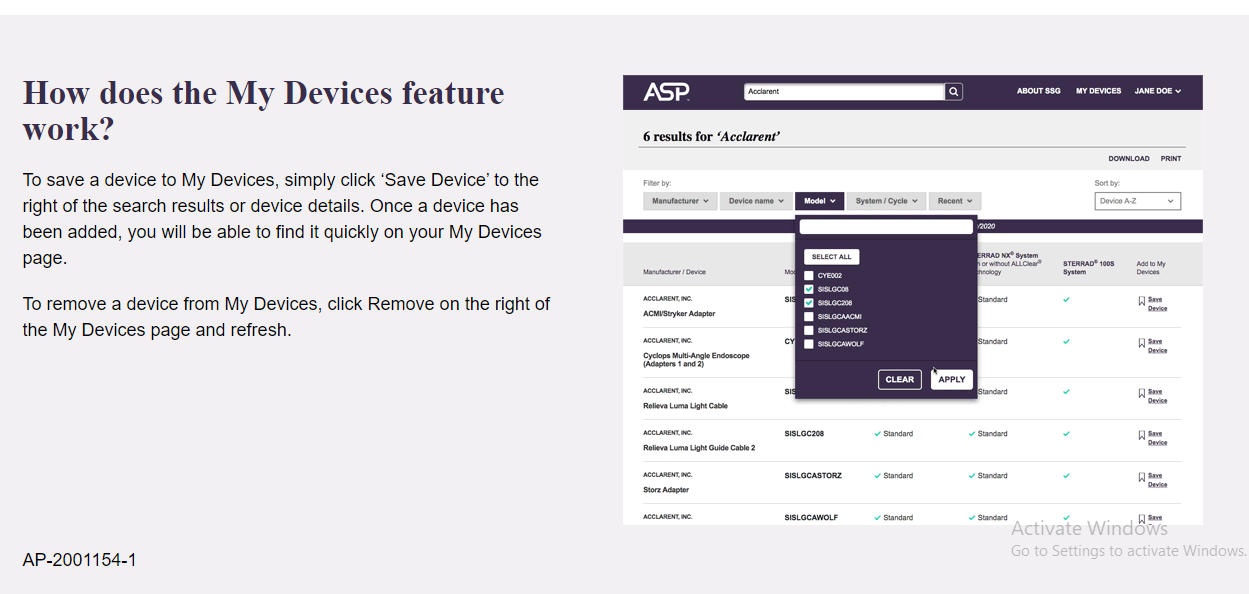 How does the My Devices feature
work?
To save a device to My Devices, simply click ‘Save Device’ to the
right of the search results or device details. Once a device has
been added, you will be able to find it quickly on your My Devices
page.
To remove a device from My Devices, click Remove on the right of
the My Devices page and refresh.
AP-2001154-1
ASP
Acclarent
ABOUT SSG MY DEVICES JANE DOE
6 results for ‘Acclarent’
DOWNLOAD PRINT
Filter by:
Sort by:
Manufacturer Device name Model System / Cycle Recent
Device A-Z
/2020
SELECT ALL
CYE002
SISLGC08
SISLGC208
SISLGCAACMI
SISLGCASTORZ
SISLGCAWOLF
CLEAR APPLY
Manufacturer / Device
ERRAD NX® System
n or without ALLClear®
hnology
STERRAD® 100S
System
Add to My
Devices
ACCLARENT, INC. SIS Standard Save
Device
ACMI/Stryker Adapter
ACCLARENT, INC. CY Standard Save
Device
Cyclops Multi-Angle Endoscope
(Adapters 1 and 2)
ACCLARENT, INC. SIS Standard Save
Device
Relieva Luma Light Cable
ACCLARENT, INC. SISLGC208 Standard Standard Save
Device
Relieva Luma Light Guide Cable 2
ACCLARENT, INC. SISLGCASTORZ Standard Standard Save
Device
Storz Adapter
ACCLARENT, INC. SISLGCAWOLF Standard Standard Save
Activate Windows
Go to Settings to activate Windows.